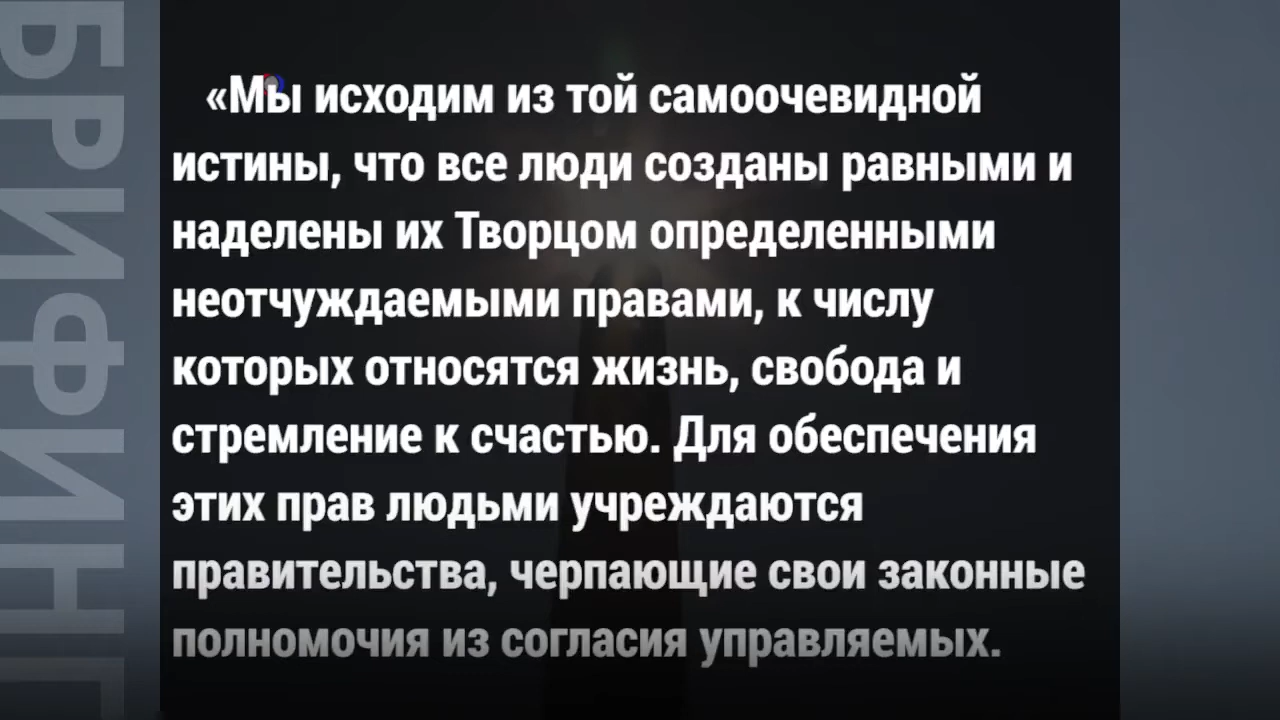 БРИФИНГ
«Мы исходим из той самоочевидной
истины, что все люди созданы равными и
наделены их Творцом определенными
неотчуждаемыми правами, к числу
которых относятся жизнь, свобода и
стремление к счастью. Для обеспечения
этих прав людьми учреждаются
правительства, черпающие свои законные
полномочия из согласия управляемых.